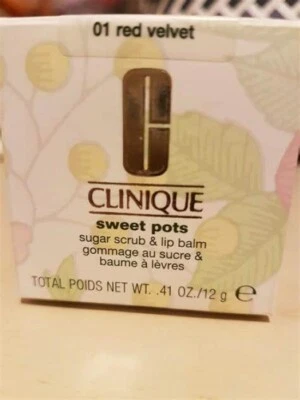 01 red velvet
CLINIQUE
sweet pots
sugar scrub & lip balm
gommage au sucre &
baume à lèvres
TOTAL POIDS NET WT. .41 OZ./12 g ℮